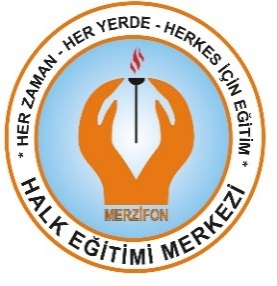 * HER ZAMAN - HER YERDE - HERKES İÇİN EĞİTİM *
MERZİFON
HALK EĞİTİMİ MERKEZİ